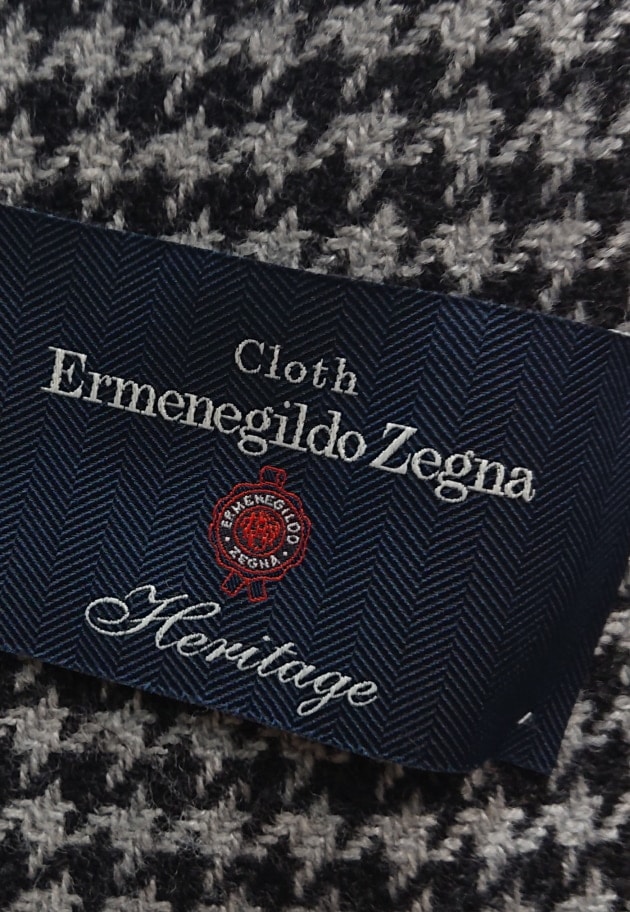 Cloth
Ermenegildo Zegna
ERMENEGILDO
ZEGNA
Heritage